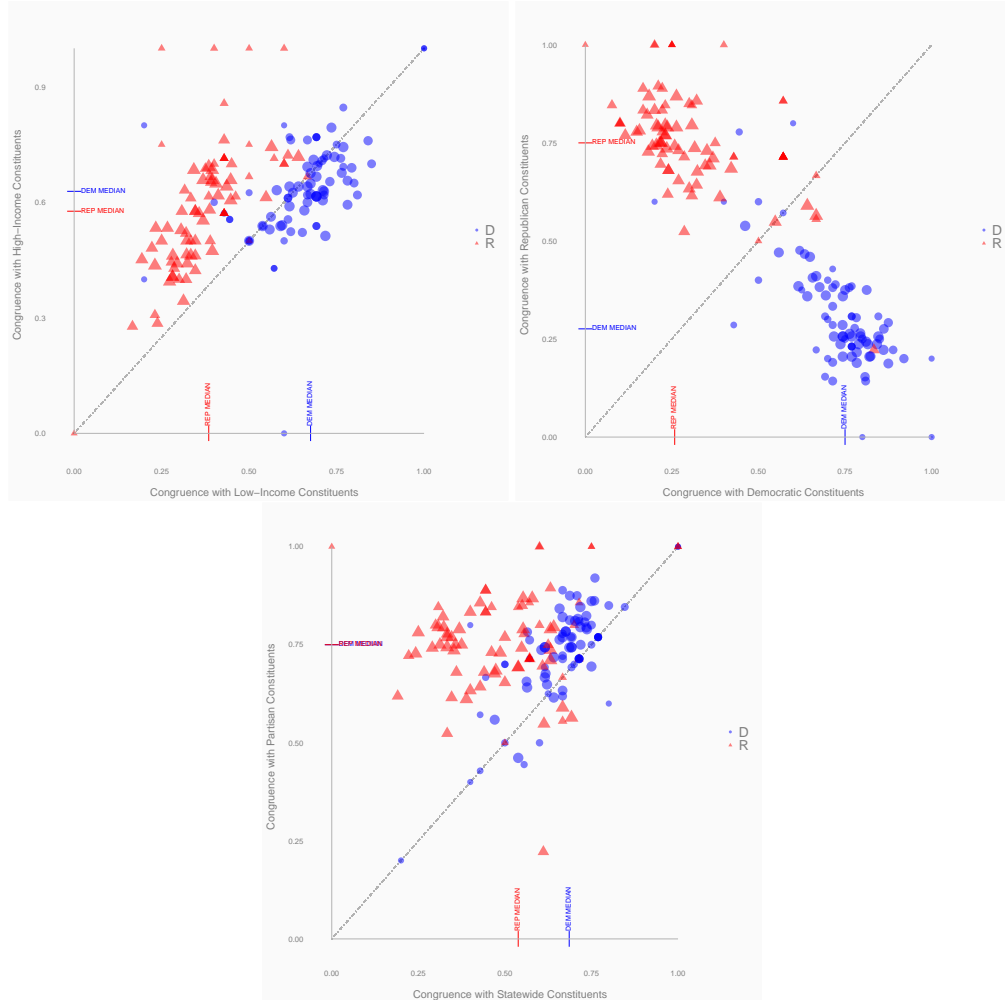 0.9
0.6
0.3
0.0
Congruence with High−Income Constituents
DEM MEDIAN
REP MEDIAN
REP MEDIAN
DEM MEDIAN
0.00
0.25
0.50
0.75
1.00
Congruence with Low−Income Constituents
D
R
1.00
0.75
0.50
0.25
0.00
Congruence with Republican Constituents
REP MEDIAN
DEM MEDIAN
REP MEDIAN
DEM MEDIAN
0.00
0.25
0.50
0.75
1.00
Congruence with Democratic Constituents
D
R
1.00
0.75
0.50
0.25
0.00
Congruence with Partisan Constituents
REP MEDIAN
DEM MEDIAN
0.00
0.25
0.50
0.75
1.00
Congruence with Statewide Constituents
D
R